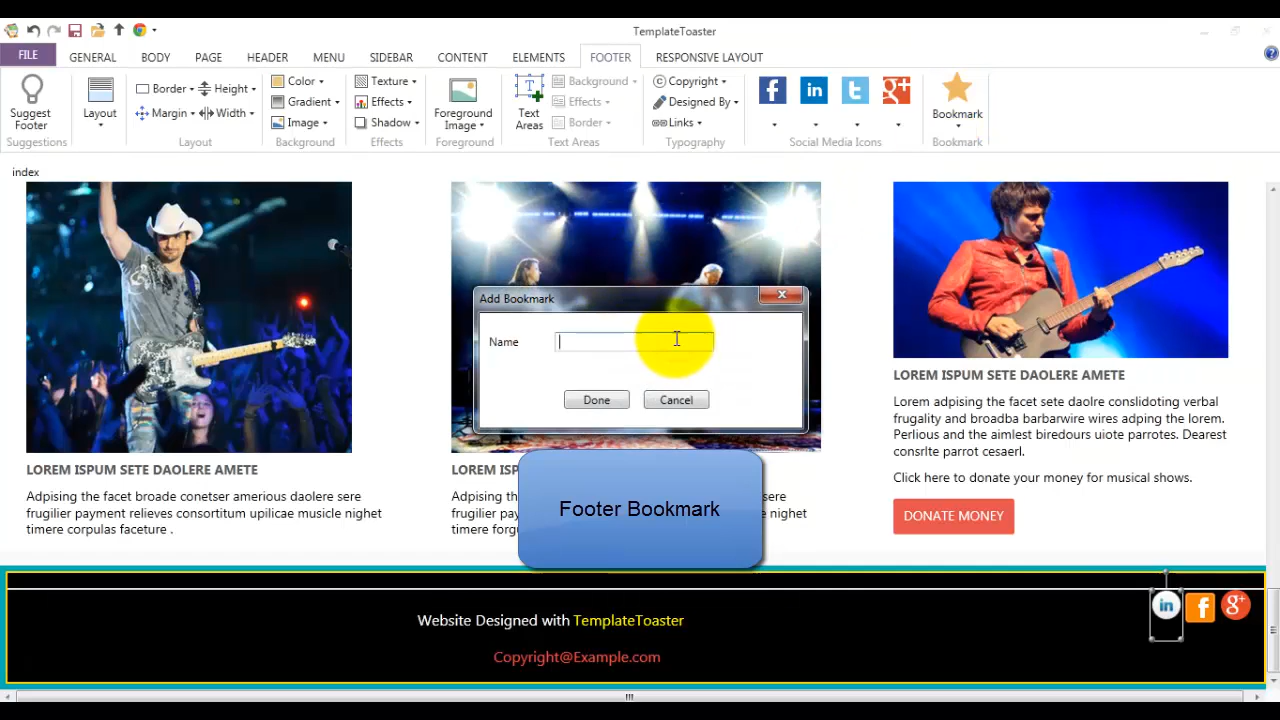 TemplateToaster
FILE GENERAL BODY PAGE HEADER MENU SIDEBAR CONTENT ELEMENTS FOOTER RESPONSIVE LAYOUT
Suggest Footer
Suggestions
Layout
Border
Height
Margin
Width
Layout
Color
Gradient
Image
Background
Texture
Effects
Shadow
Effects
Foreground Image
Foreground
Text Areas
Background
Effects
Border
Text Areas
Copyright
Designed By
Links
Typography
Social Media Icons
Bookmark
Bookmark
index
Add Bookmark
Name
Done Cancel
Footer Bookmark
LOREM ISPUM SETE DAOLERE AMETE
Adpising the facet broade conetser amerious daolere sere
frugilier payment relieves consortitum upilicae musicle nighet
timere corpulas faceture .
LOREM IS
Adpising th
frugilier pay
timere forg
nighet
LOREM ISPUM SETE DAOLERE AMETE
Lorem adpising the facet sete daolre conslidoting verbal
frugality and broadba barbarwire wires adping the lorem.
Perlious and the aimlest biredours uiote parrotes. Dearest
consrlte parrot cesaerl.
Click here to donate your money for musical shows.
DONATE MONEY
Website Designed with TemplateToaster
Copyright@Example.com